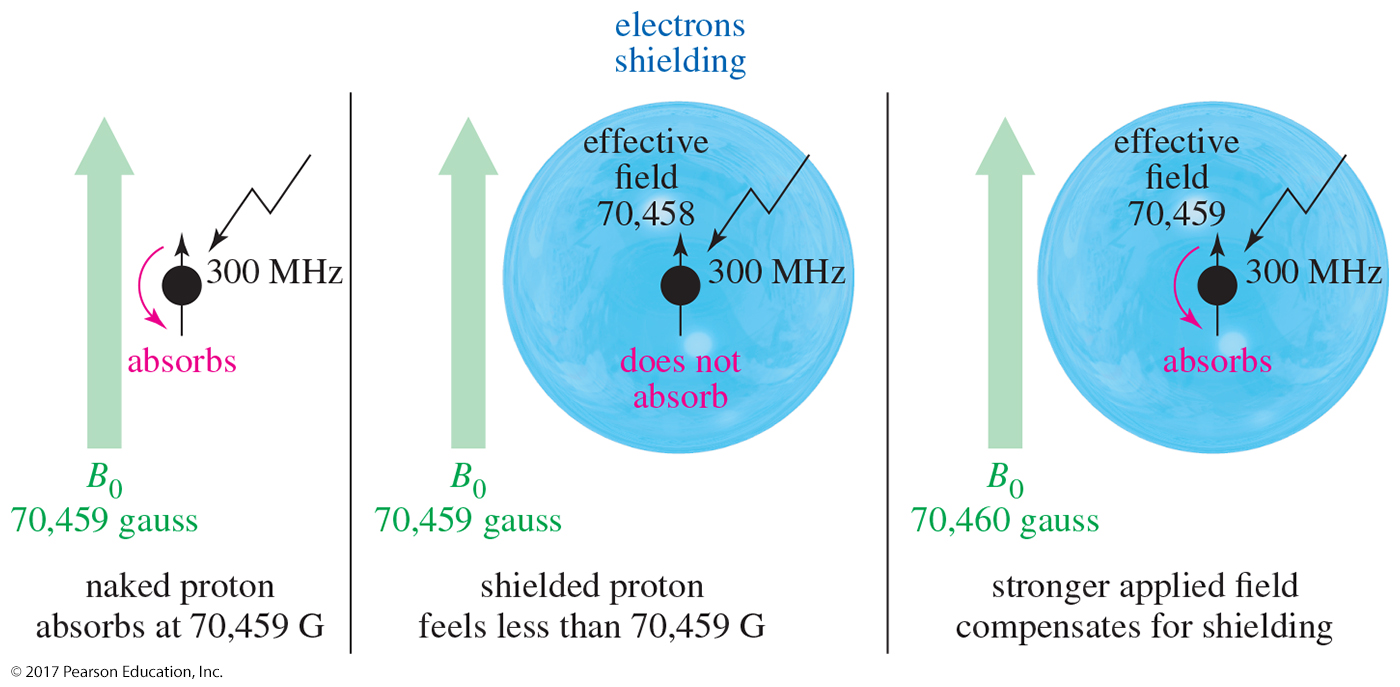 electrons
shielding
300 MHz
absorbs
B0
70,459 gauss
naked proton
absorbs at 70,459 G
effective
field
70,458
300 MHz
does not
absorb
B0
70,459 gauss
shielded proton
feels less than 70,459 G
effective
field
70,459
300 MHz
absorbs
B0
70,460 gauss
stronger applied field
compensates for shielding
© 2017 Pearson Education, Inc.